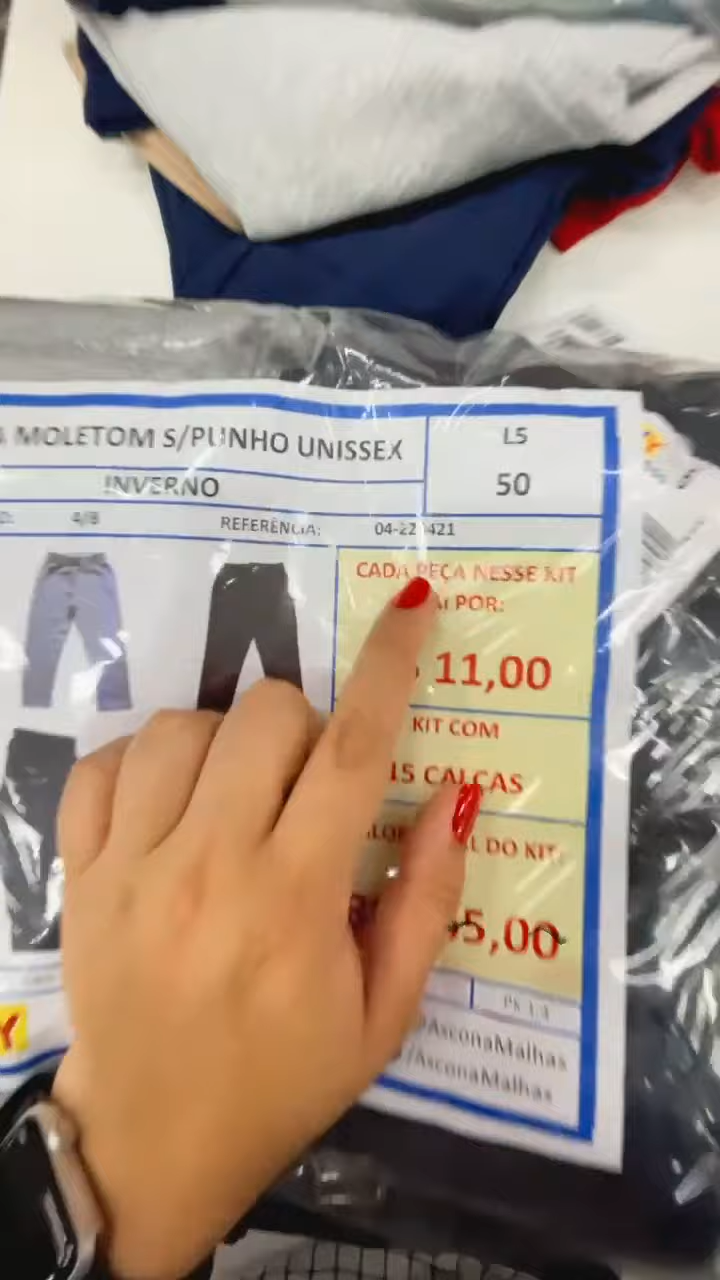 MOLETOM S/PUNHO UNISSEX
INVERNO
L5
50
4/8
REFERÊNCIA:
CADA PEÇA NESSE KIT
POR:
11,00
KIT COM
15 CALÇAS
DO KIT:
5,00
AsconaMalhas
/AsconaMalhas